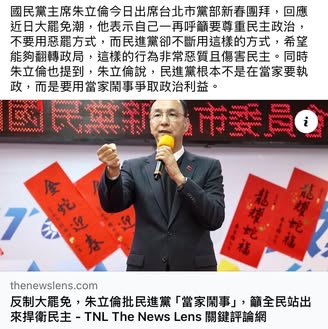 國民黨主席朱立倫今日出席台北市黨部新春團拜，回應
近日大罷免潮，他表示自己一再呼籲要尊重民主政治，
不要用惡罷方式，而民進黨卻不斷用這樣的方式，希望
能夠翻轉政局，這樣的行為非常惡質且傷害民主。同時
朱立倫也提到，朱立倫說，民進黨根本不是在當家要執
政，而是要用當家鬧事爭取政治利益。
國民黨新
市委員會
金蛇迎春
龍騰蛇祥
龍耀蛇祥
thenewslens.com
反制大罷免，朱立倫批民進黨「當家鬧事」，籲全民站出
來捍衛民主 - TNL The News Lens 關鍵評論網